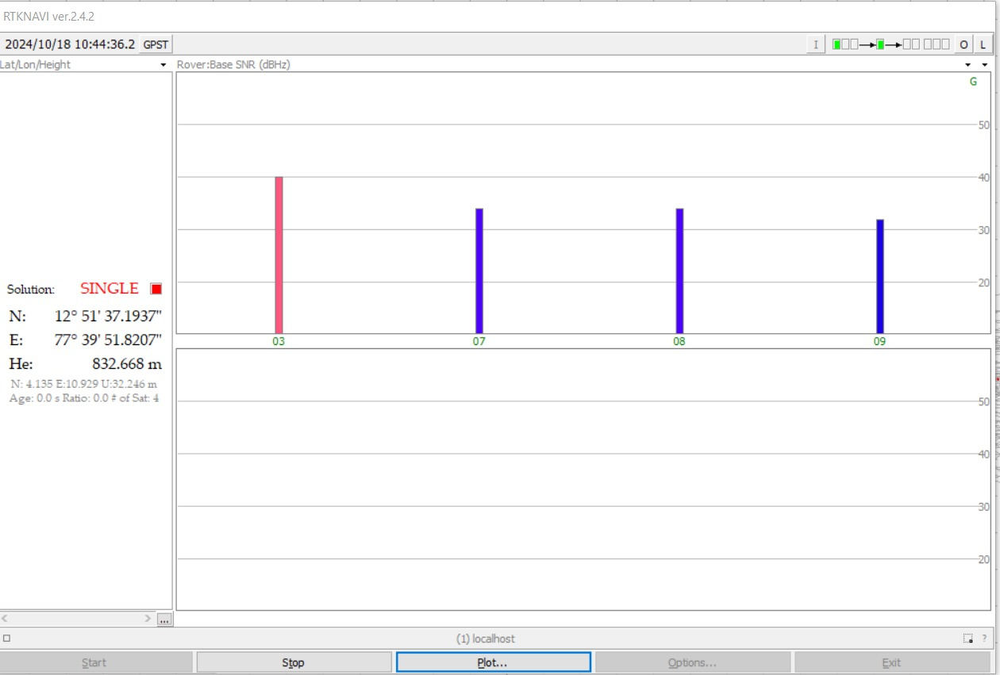 RTKNAVI ver.2.4.2
2024/10/18 10:44:36.2 GPST I O L
Lat/Lon/Height Rover:Base SNR (dBHz)
G
50
40
30
20
03 07 08 09
Solution: SINGLE
N: 12° 51' 37.1937"
E: 77° 39' 51.8207"
He: 832.668 m
N: 4.135 E:10.929 U:32.246 m
Age: 0.0 s Ratio: 0.0 # of Sat: 4
50
40
30
20
...
(1) localhost ?
Start Stop Plot... Options... Exit